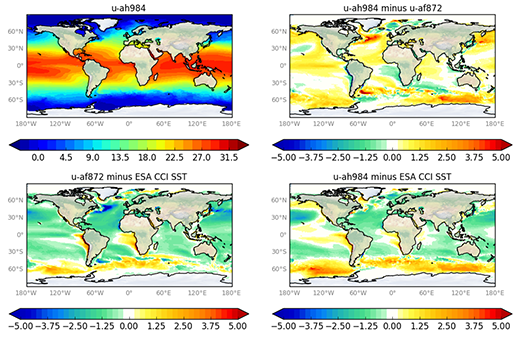 u-ah984
u-ah984 minus u-af872
60°N
30°N
0°
30°S
60°S
180°W 120°W 60°W 0° 60°E 120°E 180°E
60°N
30°N
0°
30°S
60°S
180°W 120°W 60°W 0° 60°E 120°E 180°E
0.0 4.5 9.0 13.5 18.0 22.5 27.0 31.5
−5.00 −3.75 −2.50 −1.25 0.00 1.25 2.50 3.75 5.00
u-af872 minus ESA CCI SST
u-ah984 minus ESA CCI SST
60°N
30°N
0°
30°S
60°S
180°W 120°W 60°W 0° 60°E 120°E 180°E
60°N
30°N
0°
30°S
60°S
180°W 120°W 60°W 0° 60°E 120°E 180°E
−5.00 −3.75 −2.50 −1.25 0.00 1.25 2.50 3.75 5.00
−5.00 −3.75 −2.50 −1.25 0.00 1.25 2.50 3.75 5.00